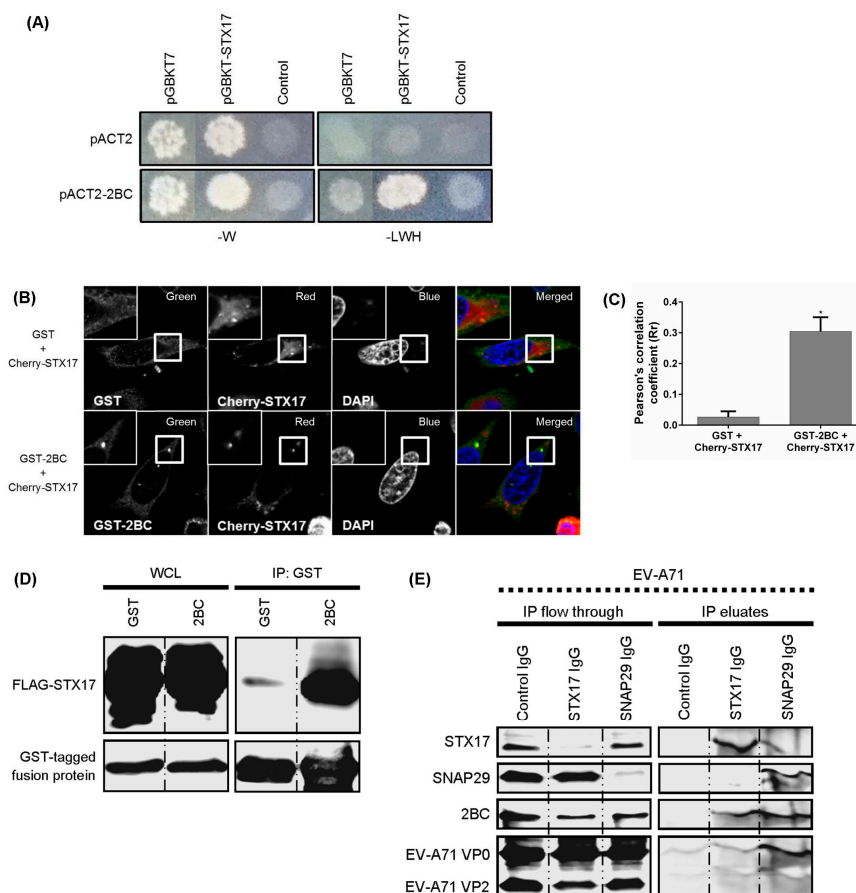 (A)
pGBKT7
pGBKT-STX17
Control
pGBKT7
pGBKT-STX17
Control
pACT2
pACT2-2BC
-W
-LWH
(B)
GST
+
Cherry-STX17
Green
Red
Blue
Merged
GST
Cherry-STX17
DAPI
GST-2BC
+
Cherry-STX17
Green
Red
Blue
Merged
GST-2BC
Cherry-STX17
DAPI
(C)
Pearson's correlation
coefficient (Rr)
0.4
0.3
0.2
0.1
0.0
*
GST +
Cherry-STX17
GST-2BC +
Cherry-STX17
(D)
WCL
IP: GST
GST
2BC
GST
2BC
FLAG-STX17
GST-tagged
fusion protein
(E)
EV-A71
IP flow through
IP eluates
Control IgG
STX17 IgG
SNAP29 IgG
Control IgG
STX17 IgG
SNAP29 IgG
STX17
SNAP29
2BC
EV-A71 VP0
EV-A71 VP2